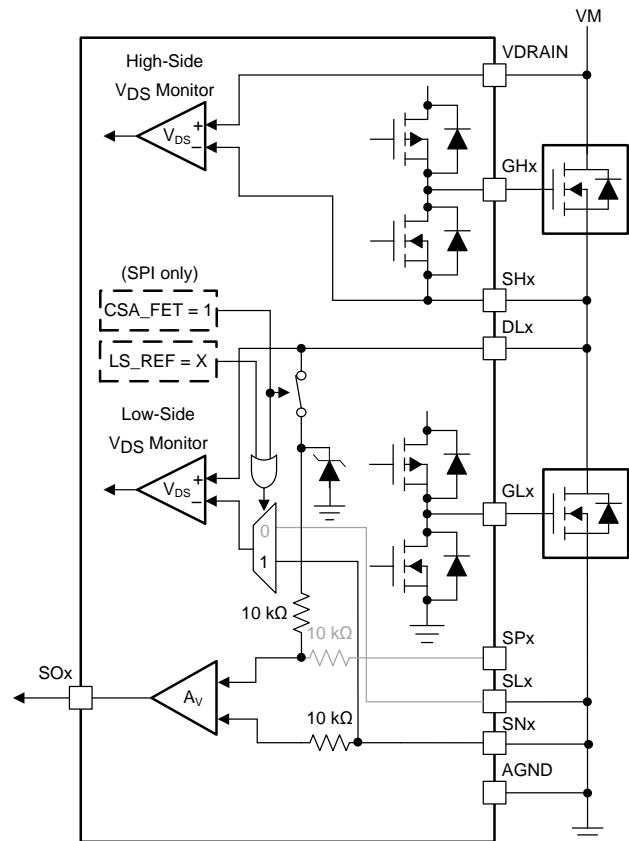 VM
VDRAIN
High-Side
VDS Monitor
VDS
+
−
GHx
SHx
(SPI only)
CSA_FET = 1
DLx
LS_REF = X
Low-Side
VDS Monitor
VDS
+
−
GLx
0
1
10 kΩ
10 kΩ
SPx
SOx
SLx
AV
10 kΩ
SNx
AGND